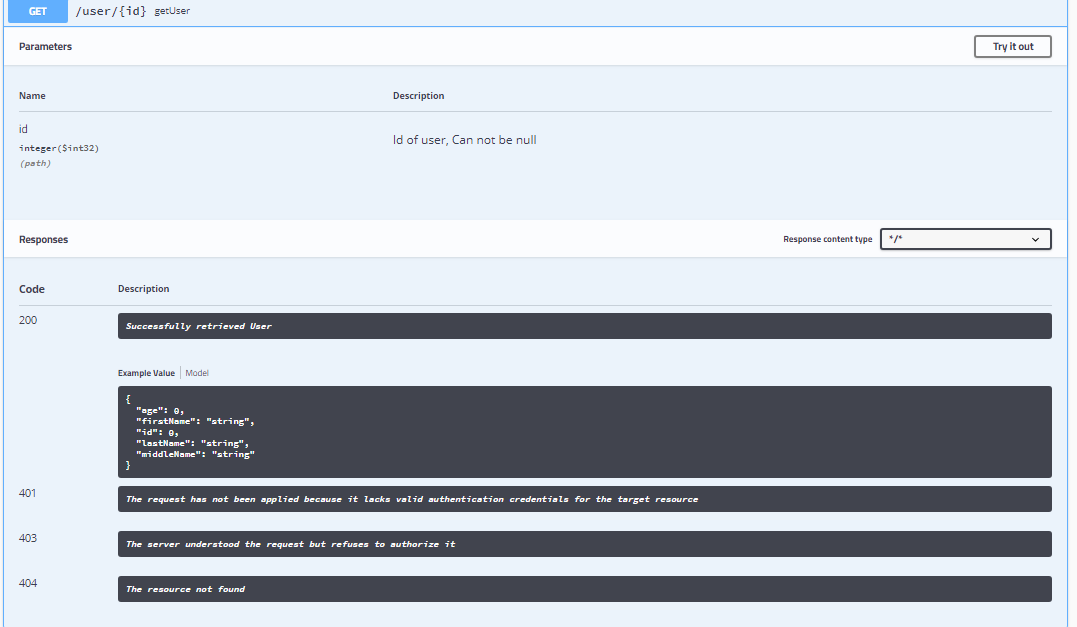 GET /user/{id} getUser
Parameters
Try it out
Name Description
id
integer($int32)
(path)
Id of user, Can not be null
Responses
Response content type */*
Code Description
200 Successfully retrieved User
Example Value Model
{
"age": 0,
"firstName": "string",
"id": 0,
"lastName": "string",
"middleName": "string"
}
401 The request has not been applied because it lacks valid authentication credentials for the target resource
403 The server understood the request but refuses to authorize it
404 The resource not found